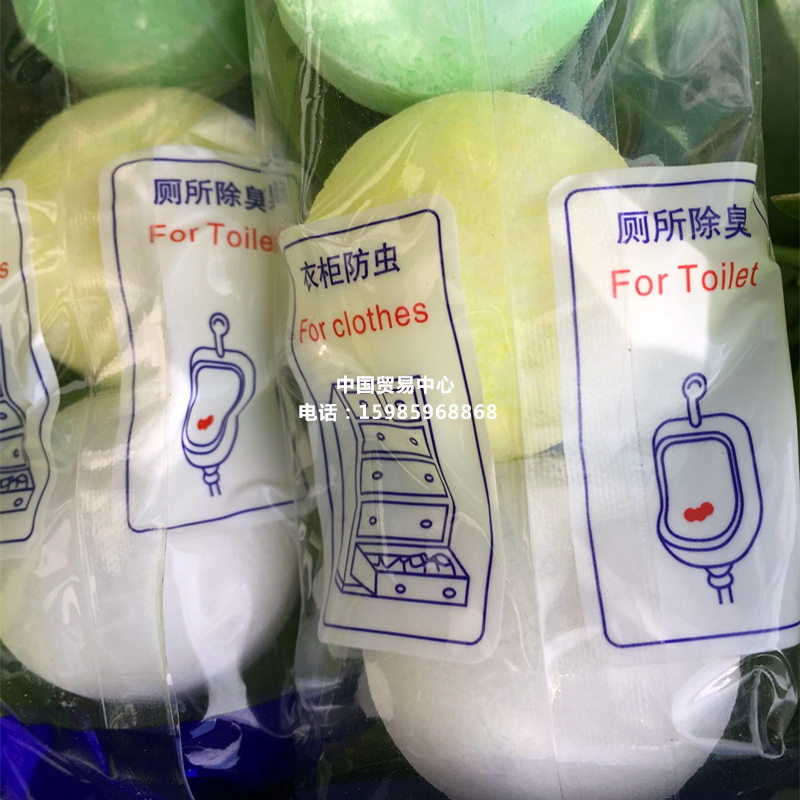 厕所除臭
For Toilet
衣柜防虫
For clothes
厕所除臭
For Toilet
中国贸易中心
电话：15985968868
s